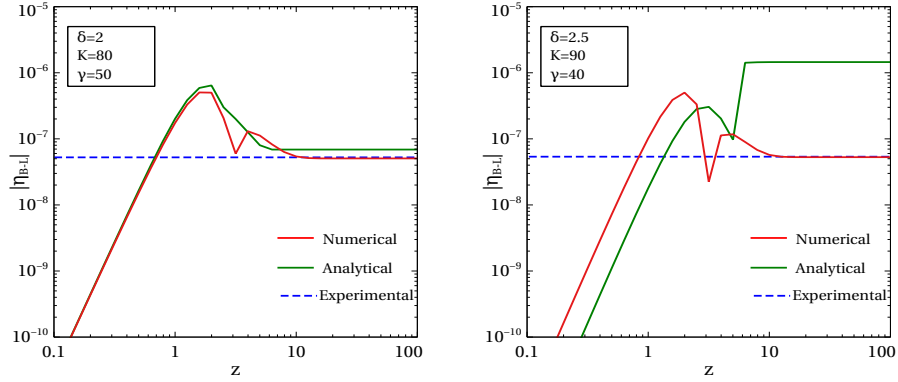 10⁻⁵
10⁻⁶
10⁻⁷
10⁻⁸
10⁻⁹
10⁻¹⁰
|η_B-L|
δ=2
K=80
γ=50
Numerical
Analytical
Experimental
0.1 1 10 100
z
10⁻⁵
10⁻⁶
10⁻⁷
10⁻⁸
10⁻⁹
10⁻¹⁰
|η_B-L|
δ=2.5
K=90
γ=40
Numerical
Analytical
Experimental
0.1 1 10 100
z